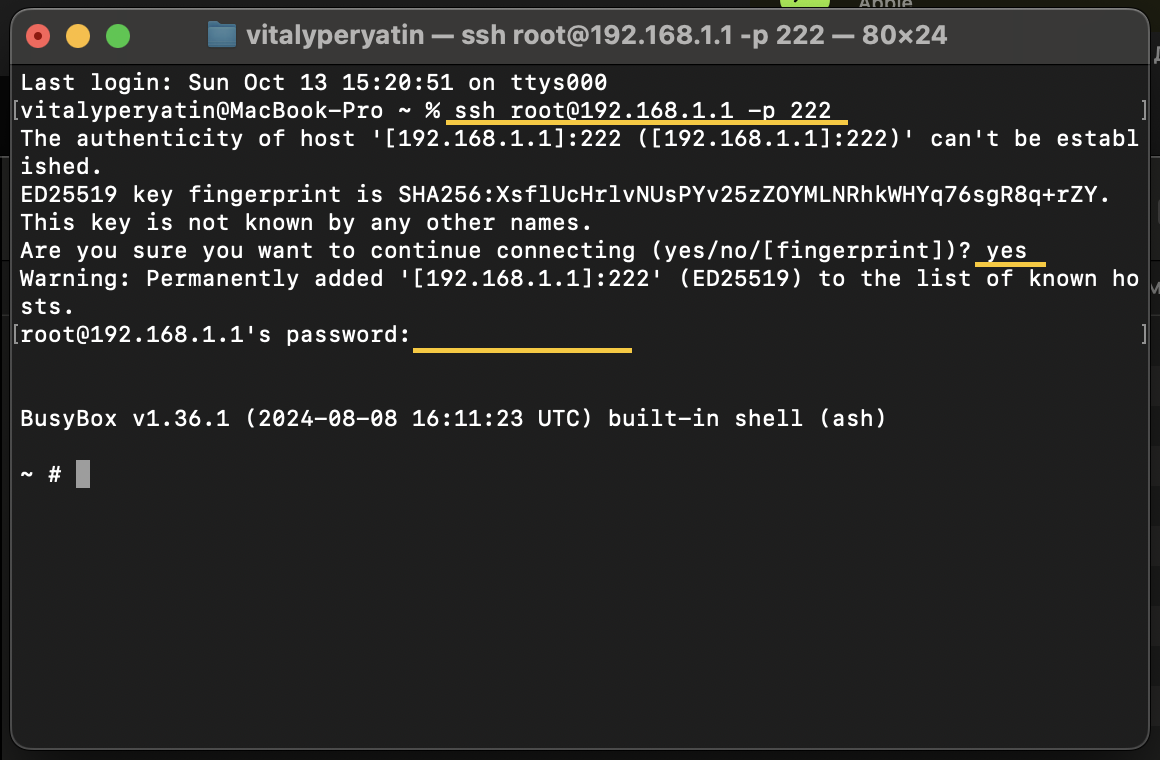 Apple
vitalyperyatin — ssh root@192.168.1.1 -p 222 — 80×24
Last login: Sun Oct 13 15:20:51 on ttys000
[vitalyperyatin@MacBook-Pro ~ % ssh root@192.168.1.1 -p 222 ]
The authenticity of host '[192.168.1.1]:222 ([192.168.1.1]:222)' can't be establ
ished.
ED25519 key fingerprint is SHA256:XsflUcHrlvNUsPYv25zZOYMLNRhkWHYq76sgR8q+rZY.
This key is not known by any other names.
Are you sure you want to continue connecting (yes/no/[fingerprint])? yes
Warning: Permanently added '[192.168.1.1]:222' (ED25519) to the list of known ho
sts.
[root@192.168.1.1's password: ]
BusyBox v1.36.1 (2024-08-08 16:11:23 UTC) built-in shell (ash)
~ #